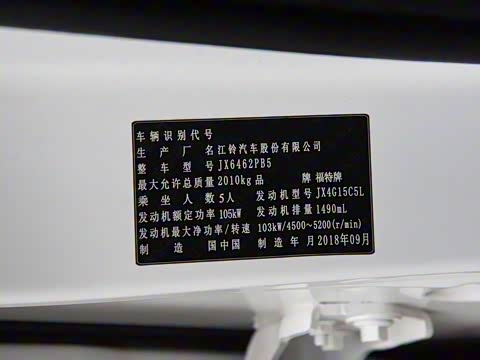 车辆识别代号
生产厂名江铃汽车股份有限公司
整车型号 JX6462PB5
最大允许总质量 2010kg 品牌 福特牌
乘坐人数 5人 发动机型号 JX4G15C5L
发动机额定功率 105kW 发动机排量 1490mL
发动机最大净功率/转速 103kW/4500~5200(r/min)
制造国中国 制造年月2018年09月